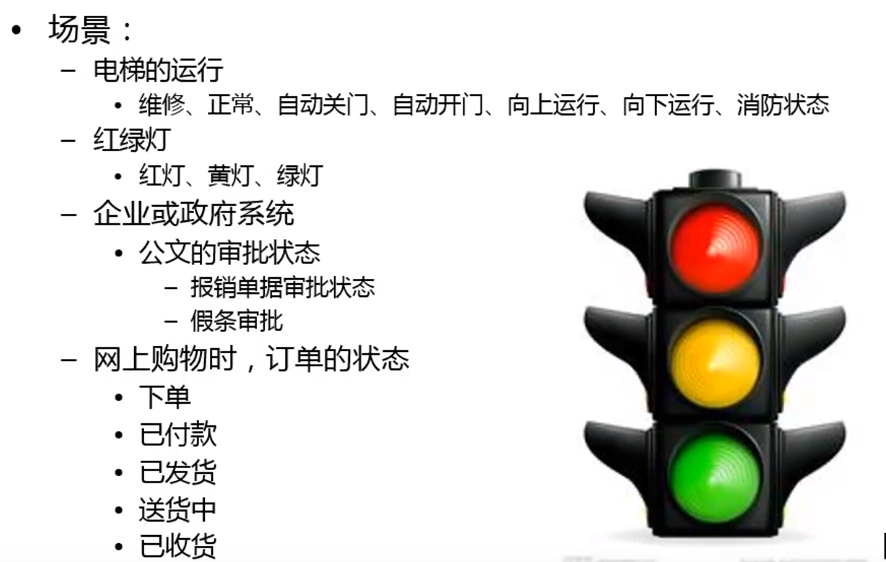 • 场景：
– 电梯的运行
• 维修、正常、自动关门、自动开门、向上运行、向下运行、消防状态
– 红绿灯
• 红灯、黄灯、绿灯
– 企业或政府系统
• 公文的审批状态
– 报销单据审批状态
– 假条审批
– 网上购物时，订单的状态
• 下单
• 已付款
• 已发货
• 送货中
• 已收货